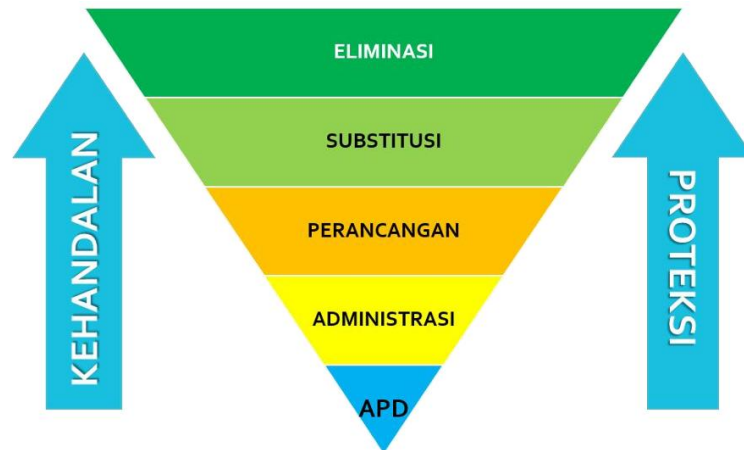 ELIMINASI
SUBSTITUSI
PERANCANGAN
ADMINISTRASI
APD
KEHANDALAN
PROTEKSI